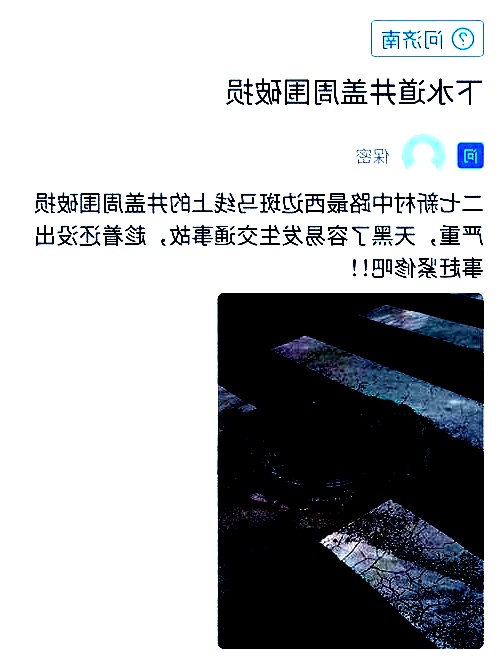 问济南
下水道井盖周围破损
问
保密
二七新村中路最西边斑马线上的井盖周围破损
严重，天黑了容易发生交通事故，趁着还没出
事赶紧修吧!!